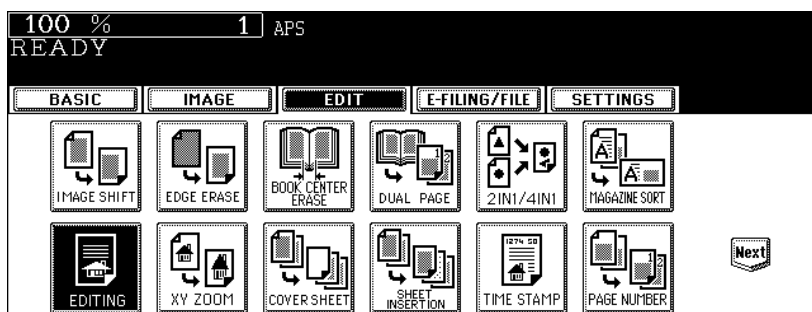 100 % 1 APS
READY
BASIC IMAGE EDIT E-FILING/FILE SETTINGS
IMAGE SHIFT EDGE ERASE BOOK CENTER ERASE DUAL PAGE 2IN1/4IN1 MAGAZINE SORT
EDITING XY ZOOM COVER SHEET SHEET INSERTION TIME STAMP PAGE NUMBER Next